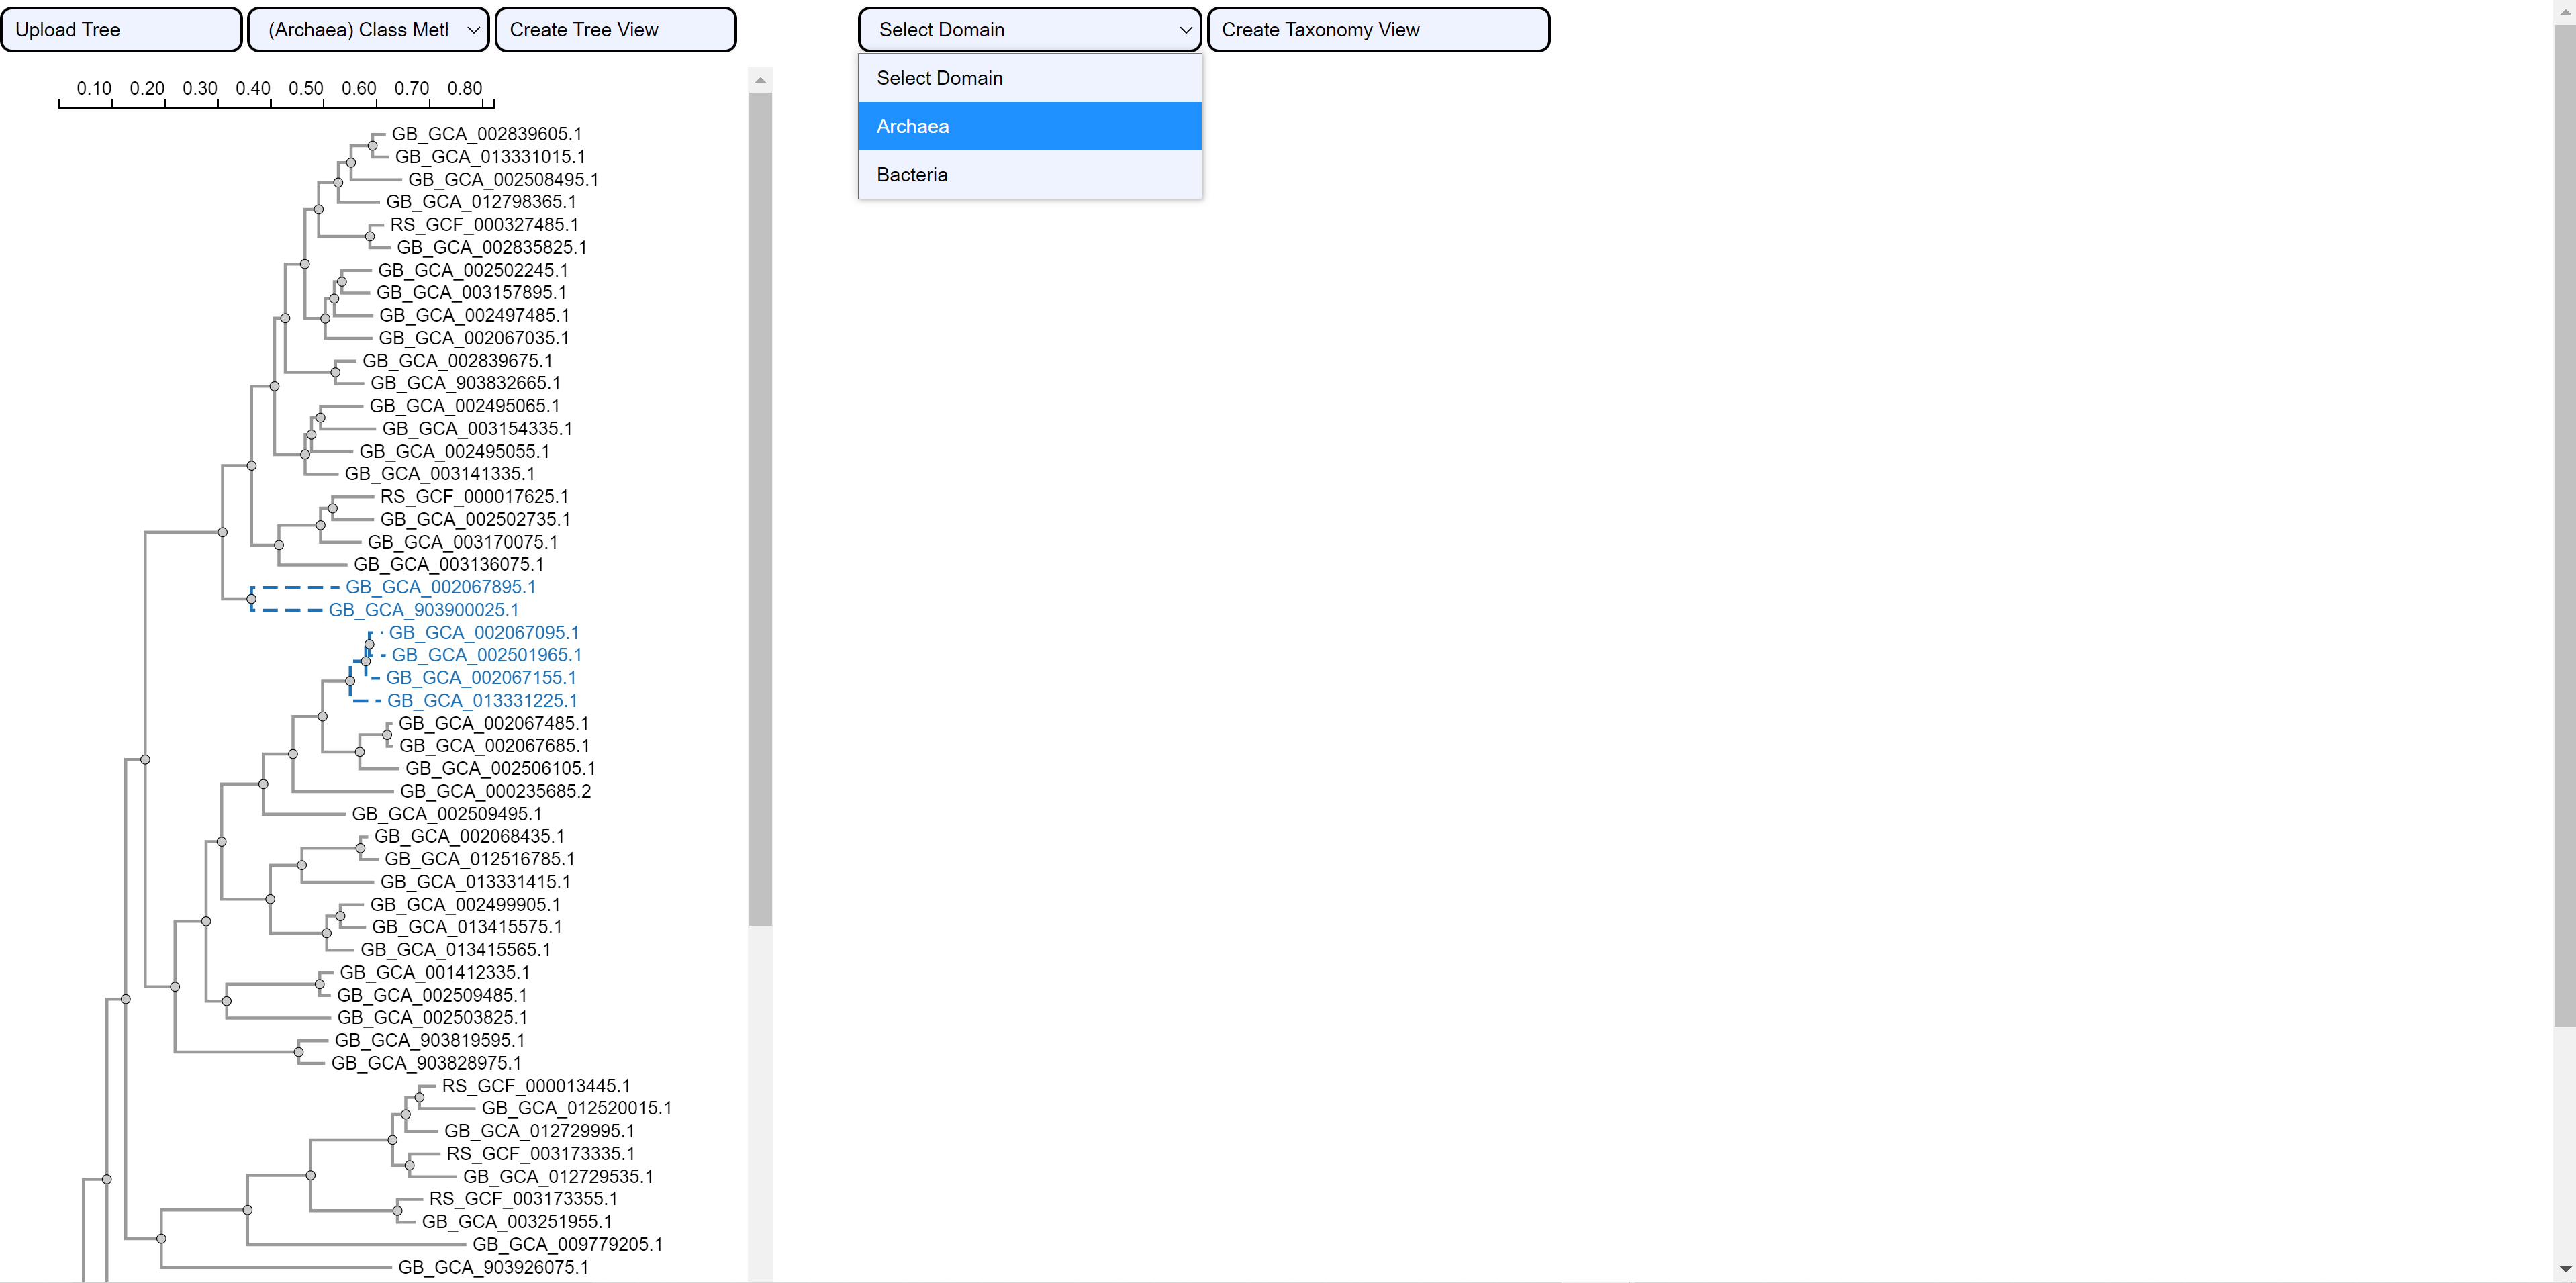 Upload Tree
(Archaea) Class Metl
Create Tree View
Select Domain
Create Taxonomy View
Select Domain
Archaea
Bacteria
0.10 0.20 0.30 0.40 0.50 0.60 0.70 0.80
GB_GCA_002839605.1
GB_GCA_013331015.1
GB_GCA_002508495.1
GB_GCA_012798365.1
RS_GCF_000327485.1
GB_GCA_002835825.1
GB_GCA_002502245.1
GB_GCA_003157895.1
GB_GCA_002497485.1
GB_GCA_002067035.1
GB_GCA_002839675.1
GB_GCA_903832665.1
GB_GCA_002495065.1
GB_GCA_003154335.1
GB_GCA_002495055.1
GB_GCA_003141335.1
RS_GCF_000017625.1
GB_GCA_002502735.1
GB_GCA_003170075.1
GB_GCA_003136075.1
GB_GCA_002067895.1
GB_GCA_903900025.1
GB_GCA_002067095.1
GB_GCA_002501965.1
GB_GCA_002067155.1
GB_GCA_013331225.1
GB_GCA_002067485.1
GB_GCA_002067685.1
GB_GCA_002506105.1
GB_GCA_000235685.2
GB_GCA_002509495.1
GB_GCA_002068435.1
GB_GCA_012516785.1
GB_GCA_013331415.1
GB_GCA_002499905.1
GB_GCA_013415575.1
GB_GCA_013415565.1
GB_GCA_001412335.1
GB_GCA_002509485.1
GB_GCA_002503825.1
GB_GCA_903819595.1
GB_GCA_903828975.1
RS_GCF_000013445.1
GB_GCA_012520015.1
GB_GCA_012729995.1
RS_GCF_003173335.1
GB_GCA_012729535.1
RS_GCF_003173355.1
GB_GCA_003251955.1
GB_GCA_009779205.1
GB_GCA_903926075.1